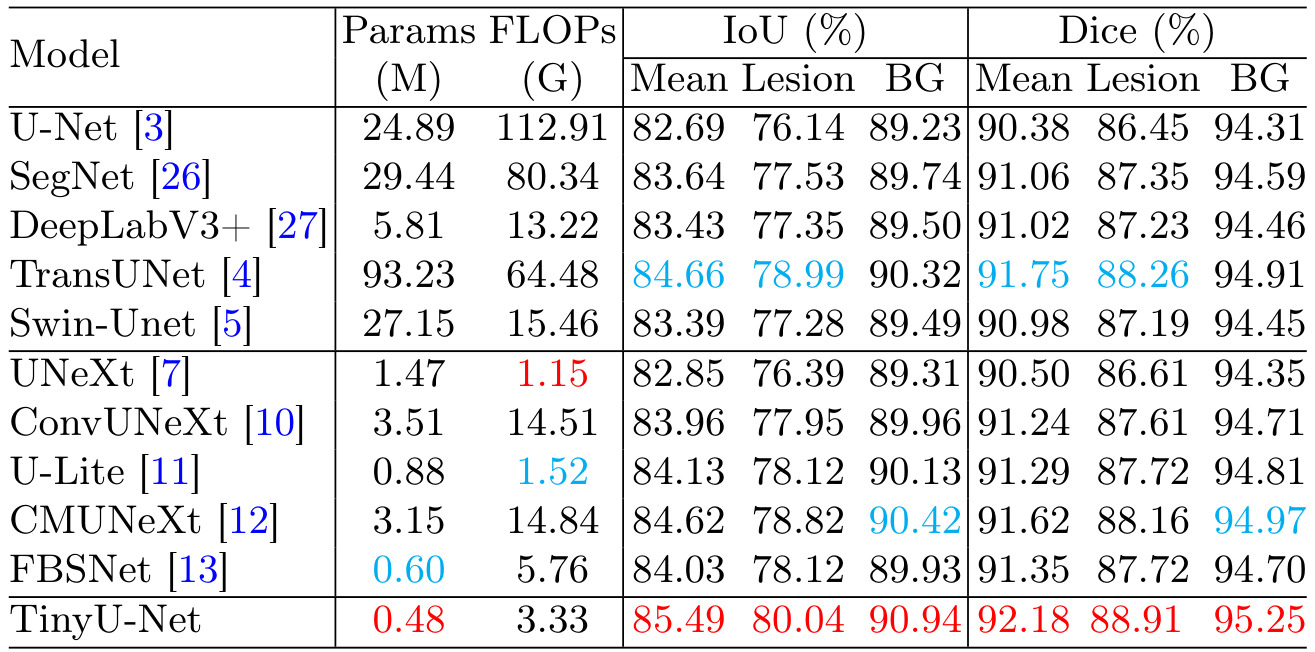 Model Params FLOPs IoU (%) Dice (%)
(M) (G) Mean Lesion BG Mean Lesion BG
U-Net [3] 24.89 112.91 82.69 76.14 89.23 90.38 86.45 94.31
SegNet [26] 29.44 80.34 83.64 77.53 89.74 91.06 87.35 94.59
DeepLabV3+ [27] 5.81 13.22 83.43 77.35 89.50 91.02 87.23 94.46
TransUNet [4] 93.23 64.48 84.66 78.99 90.32 91.75 88.26 94.91
Swin-Unet [5] 27.15 15.46 83.39 77.28 89.49 90.98 87.19 94.45
UNeXt [7] 1.47 1.15 82.85 76.39 89.31 90.50 86.61 94.35
ConvUNeXt [10] 3.51 14.51 83.96 77.95 89.96 91.24 87.61 94.71
U-Lite [11] 0.88 1.52 84.13 78.12 90.13 91.29 87.72 94.81
CMUNeXt [12] 3.15 14.84 84.62 78.82 90.42 91.62 88.16 94.97
FBSNet [13] 0.60 5.76 84.03 78.12 89.93 91.35 87.72 94.70
TinyU-Net 0.48 3.33 85.49 80.04 90.94 92.18 88.91 95.25